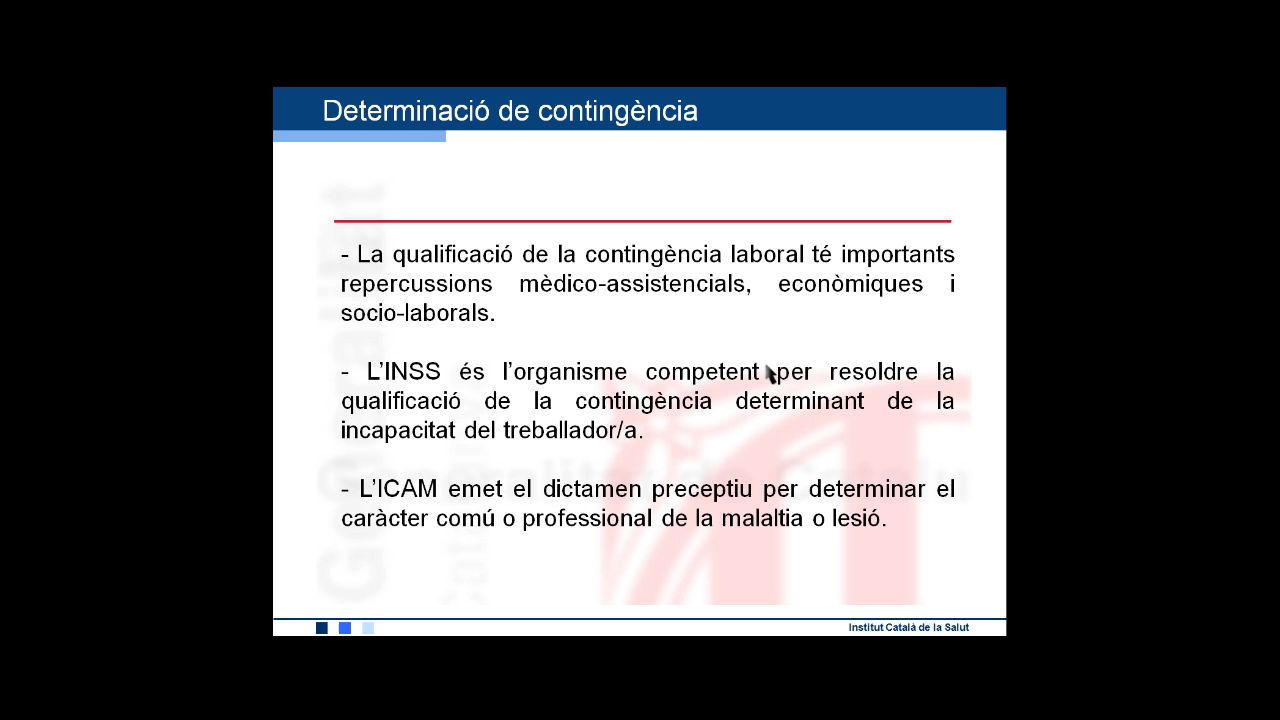 Determinació de contingència
- La qualificació de la contingència laboral té importants
repercussions mèdico-assistencials, econòmiques i
socio-laborals.
- L’INSS és l’organisme competent per resoldre la
qualificació de la contingència determinant de la
incapacitat del treballador/a.
- L’ICAM emet el dictamen preceptiu per determinar el
caràcter comú o professional de la malaltia o lesió.
Institut Català de la Salut